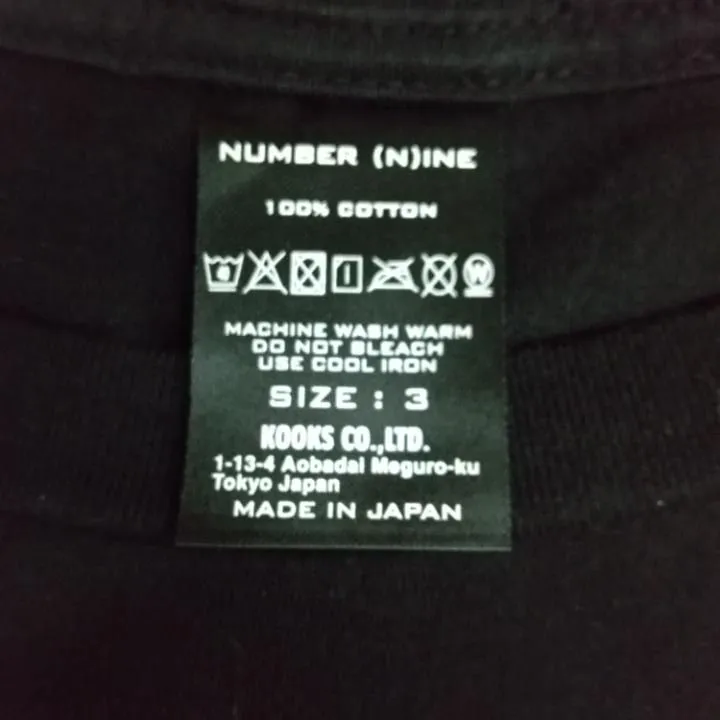 NUMBER (N)INE
100% COTTON
W
MACHINE WASH WARM
DO NOT BLEACH
USE COOL IRON
SIZE : 3
KOOKS CO.,LTD.
1-13-4 Aobadai Meguro-ku
Tokyo Japan
MADE IN JAPAN